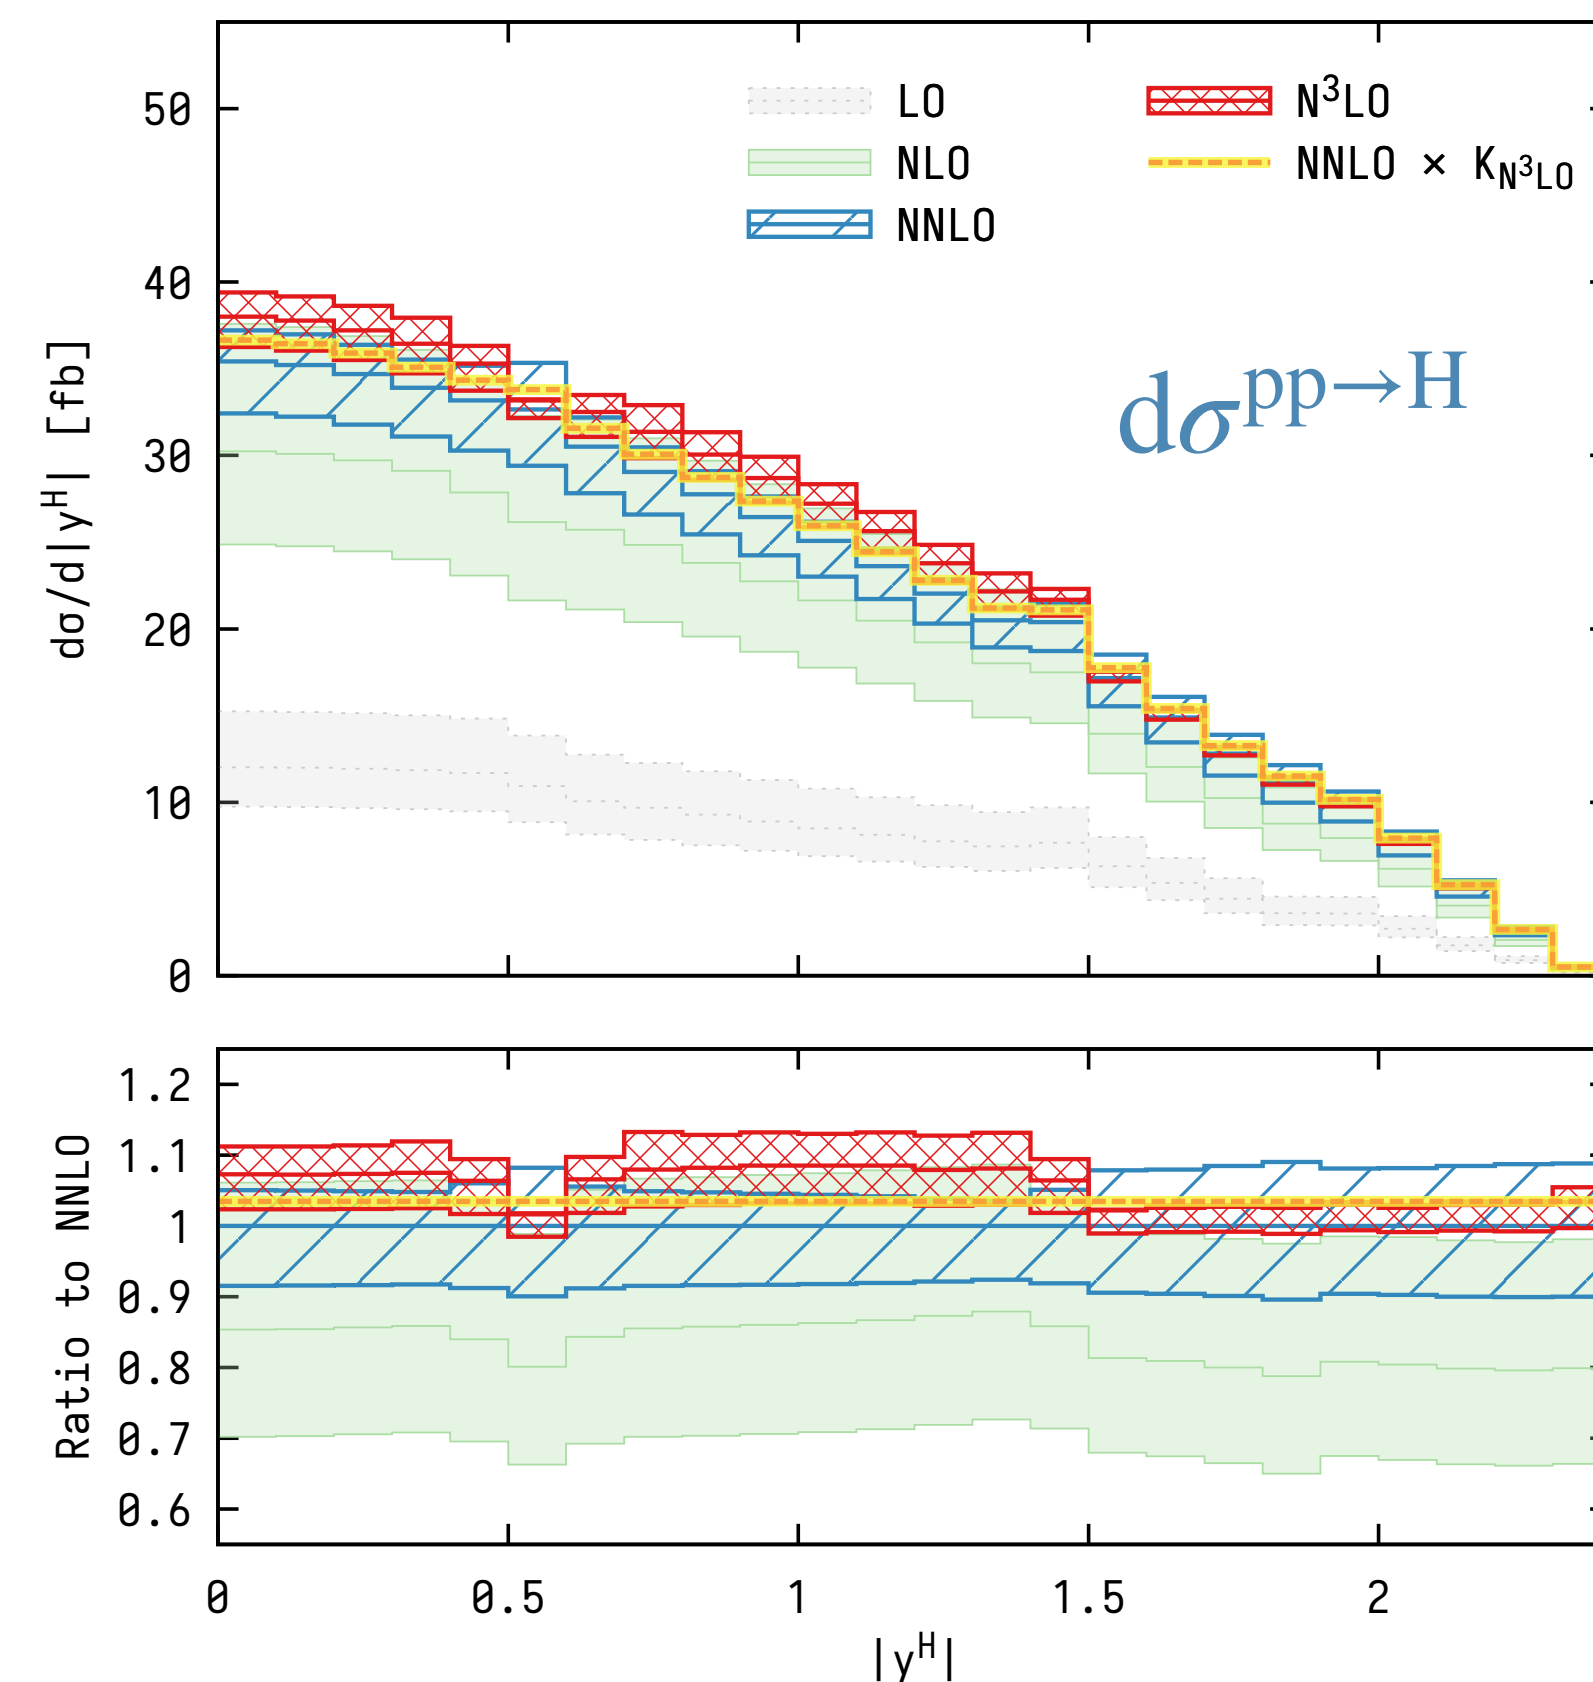 LO
NLO
NNLO
N³LO
NNLO × K_N³LO
dσ^pp→H
dσ/d|y^H| [fb]
50
40
30
20
10
0
Ratio to NNLO
1.2
1.1
1
0.9
0.8
0.7
0.6
0 0.5 1 1.5 2
|y^H|